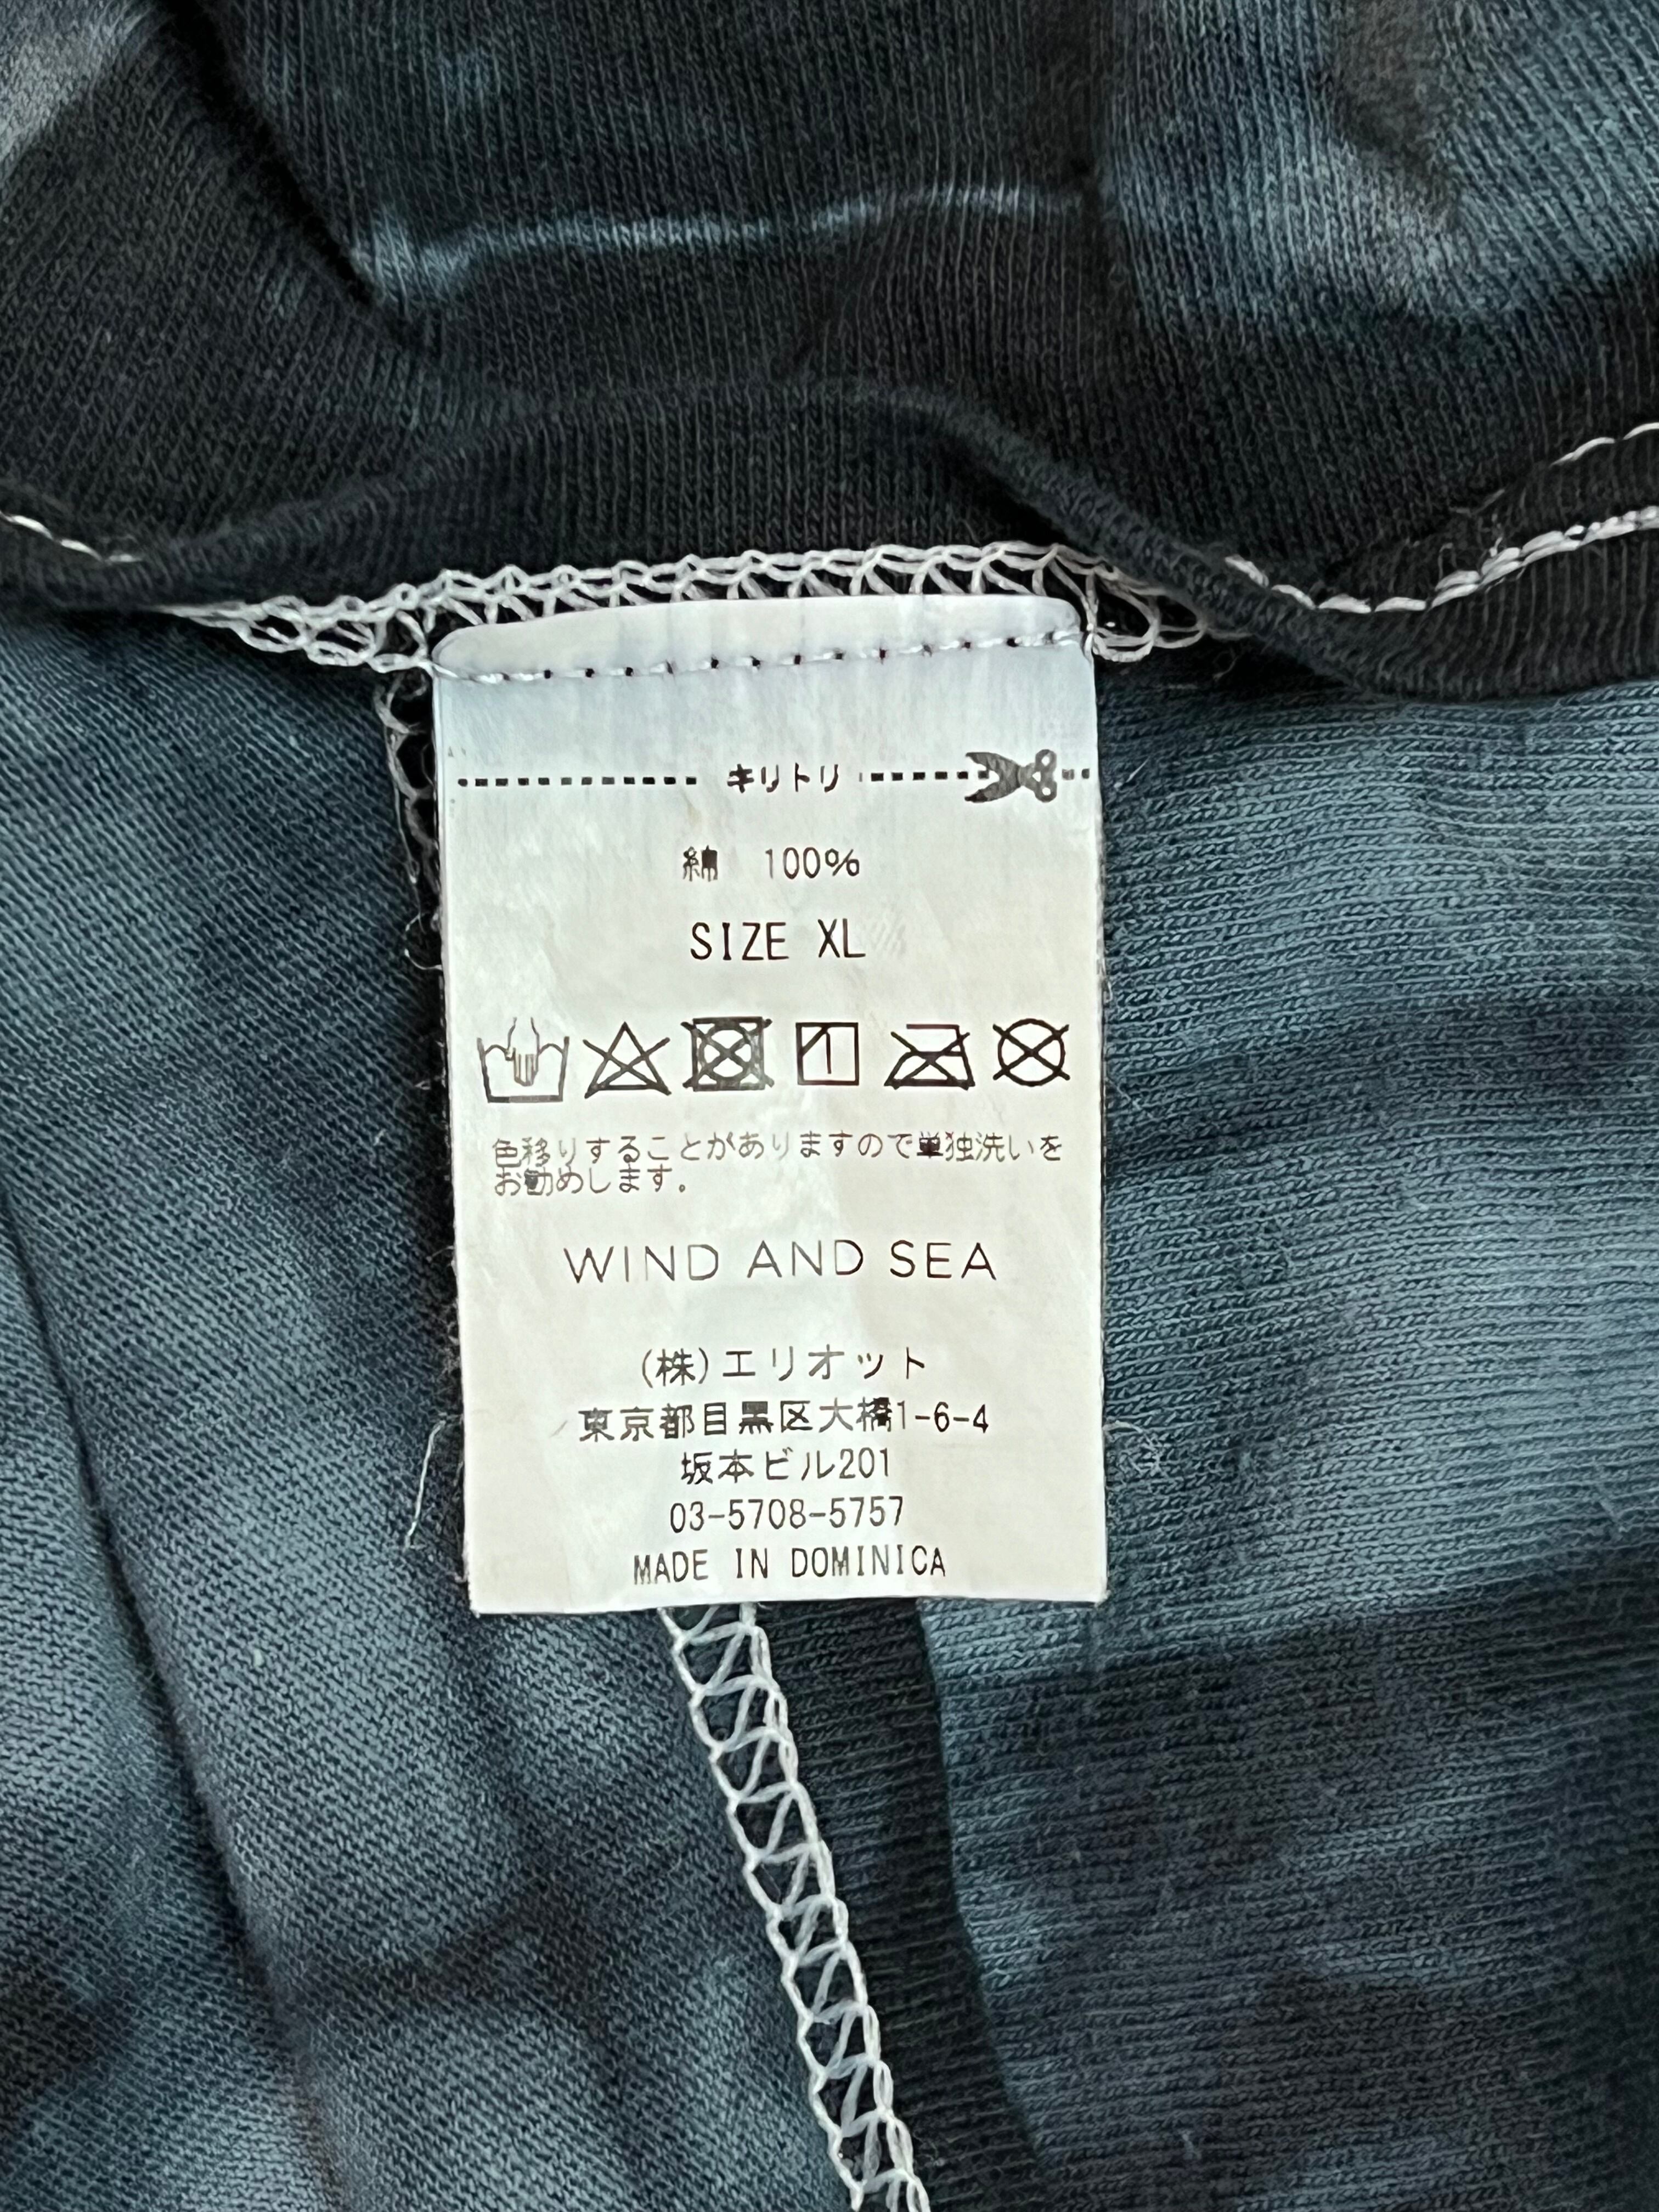 キリトリ
綿 100%
SIZE XL
色移りすることがありますので単独洗いを
お勧めします。
WIND AND SEA
(株)エリオット
東京都目黒区大橋1-6-4
坂本ビル201
03-5708-5757
MADE IN DOMINICA